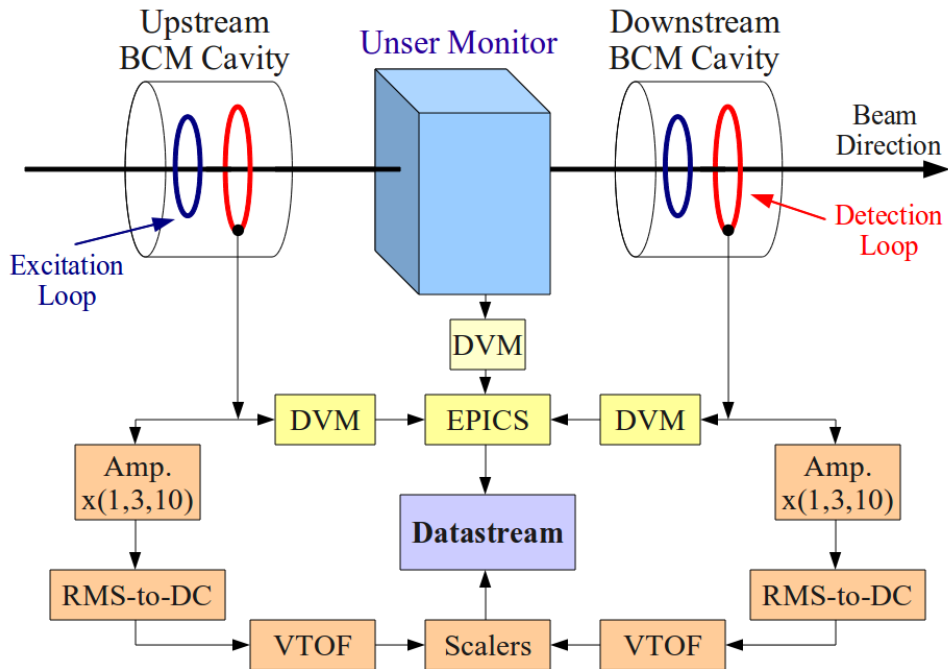 Upstream
BCM Cavity
Unser Monitor
Downstream
BCM Cavity
Beam
Direction
Excitation
Loop
Detection
Loop
DVM
DVM
EPICS
DVM
Amp.
x(1,3,10)
Amp.
x(1,3,10)
Datastream
RMS-to-DC
RMS-to-DC
VTOF
Scalers
VTOF